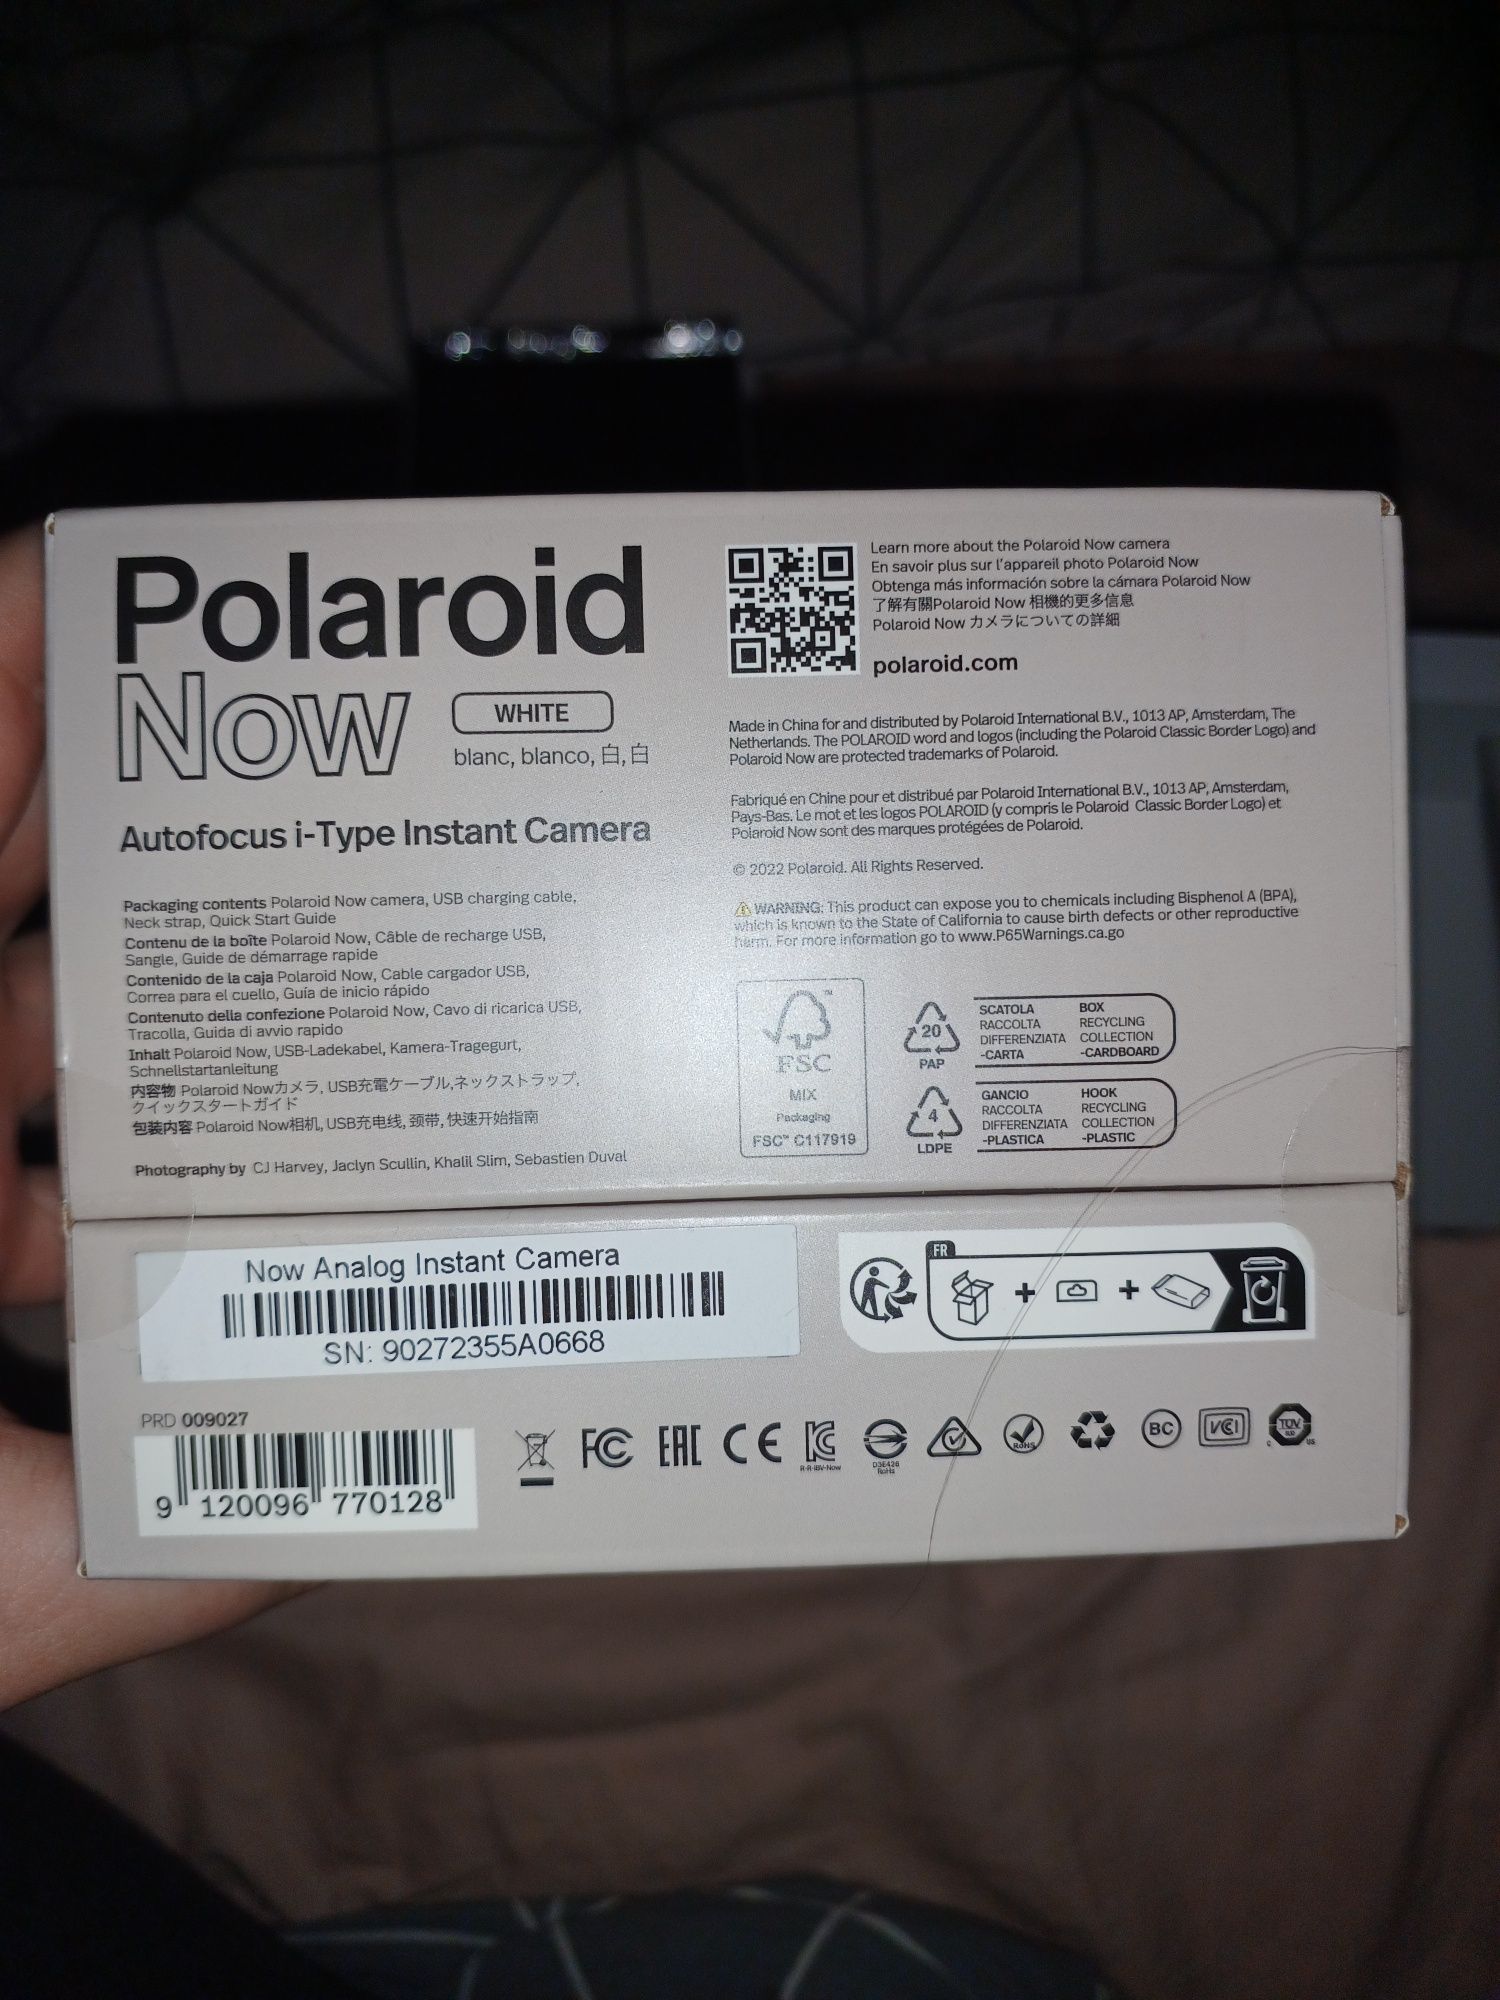 Polaroid
Now
WHITE
blanc, blanco, 白, 白
Autofocus i-Type Instant Camera
Packaging contents Polaroid Now camera, USB charging cable,
Neck strap, Quick Start Guide
Contenu de la boîte Polaroid Now, Câble de recharge USB,
Sangle, Guide de démarrage rapide
Contenido de la caja Polaroid Now, Cable cargador USB,
Correa para el cuello, Guía de inicio rápido
Contenuto della confezione Polaroid Now, Cavo di ricarica USB,
Tracolla, Guida di avvio rapido
Inhalt Polaroid Now, USB-Ladekabel, Kamera-Tragegurt,
Schnellstartanleitung
内容物 Polaroid Nowカメラ, USB充電ケーブル,ネックストラップ,
クイックスタートガイド
包装内容 Polaroid Now相机, USB充电线, 颈带, 快速开始指南
Photography by CJ Harvey, Jaclyn Scullin, Khalil Slim, Sebastien Duval
Learn more about the Polaroid Now camera
En savoir plus sur l'appareil photo Polaroid Now
Obtenga más información sobre la cámara Polaroid Now
了解有關Polaroid Now 相機的更多信息
Polaroid Now カメラについての詳細
polaroid.com
Made in China for and distributed by Polaroid International B.V., 1013 AP, Amsterdam, The
Netherlands. The POLAROID word and logos (including the Polaroid Classic Border Logo) and
Polaroid Now are protected trademarks of Polaroid.
Fabriqué en Chine pour et distribué par Polaroid International B.V., 1013 AP, Amsterdam,
Pays-Bas. Le mot et les logos POLAROID (y compris le Polaroid Classic Border Logo) et
Polaroid Now sont des marques protégées de Polaroid.
© 2022 Polaroid. All Rights Reserved.
⚠ WARNING: This product can expose you to chemicals including Bisphenol A (BPA),
which is known to the State of California to cause birth defects or other reproductive
harm. For more information go to www.P65Warnings.ca.go
FSC
MIX
Packaging
FSC™ C117919
20
PAP
SCATOLA
RACCOLTA
DIFFERENZIATA
-CARTA
BOX
RECYCLING
COLLECTION
-CARDBOARD
4
LDPE
GANCIO
RACCOLTA
DIFFERENZIATA
-PLASTICA
HOOK
RECYCLING
COLLECTION
-PLASTIC
Now Analog Instant Camera
SN: 90272355A0668
FR
PRD 009027
9 120096 770128
FC
EAC
CE
KC
R-R-IBV-Now
D3E426
RoHs
RoHS
BC
VCCI
TÜV
SÜD
C US